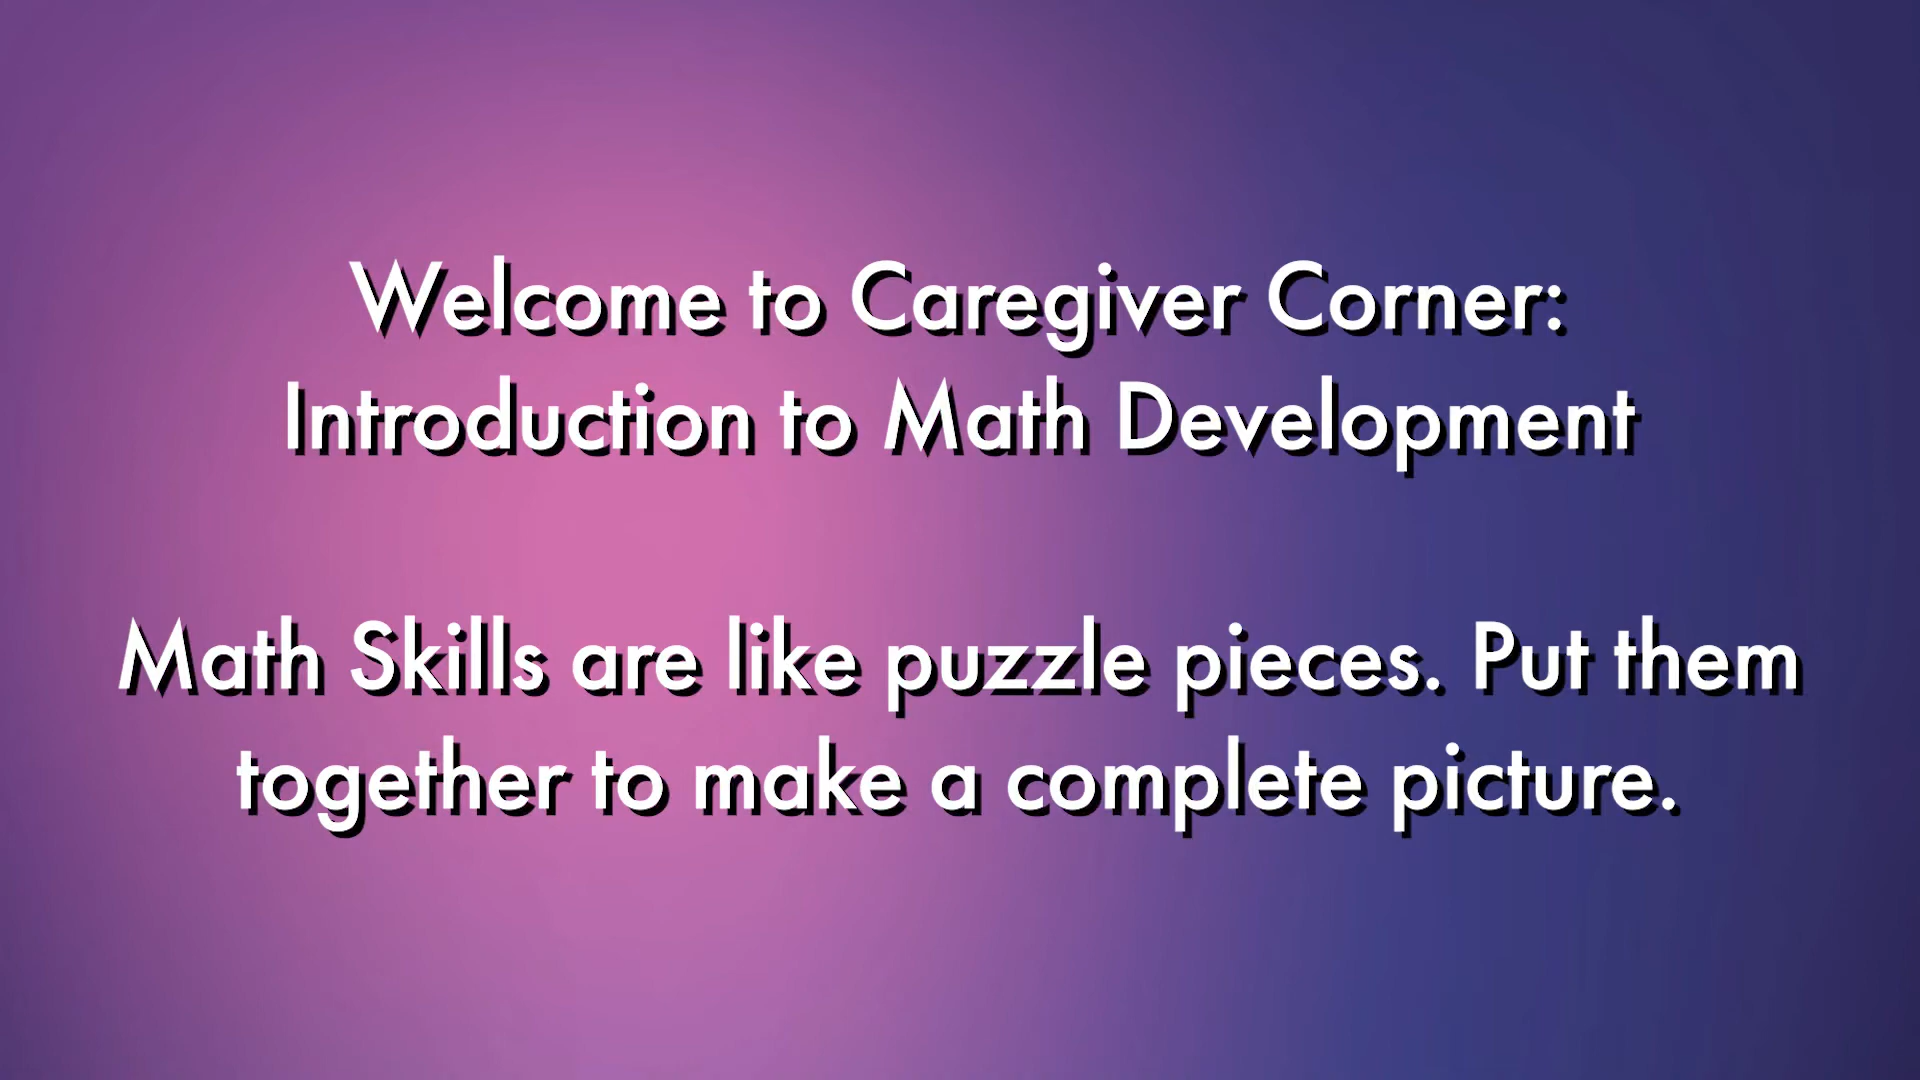 Welcome to Caregiver Corner:
Introduction to Math Development
Math Skills are like puzzle pieces. Put them
together to make a complete picture.